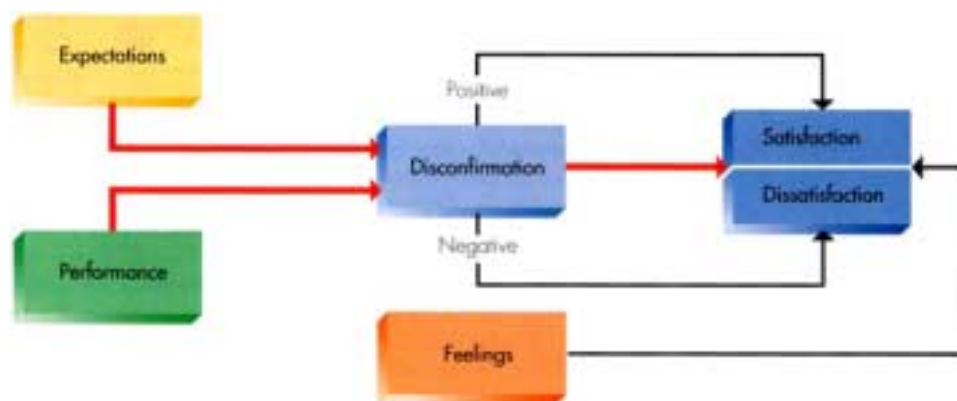 Expectations
Positive
Satisfaction
Disconfirmation
Dissatisfaction
Negative
Performance
Feelings